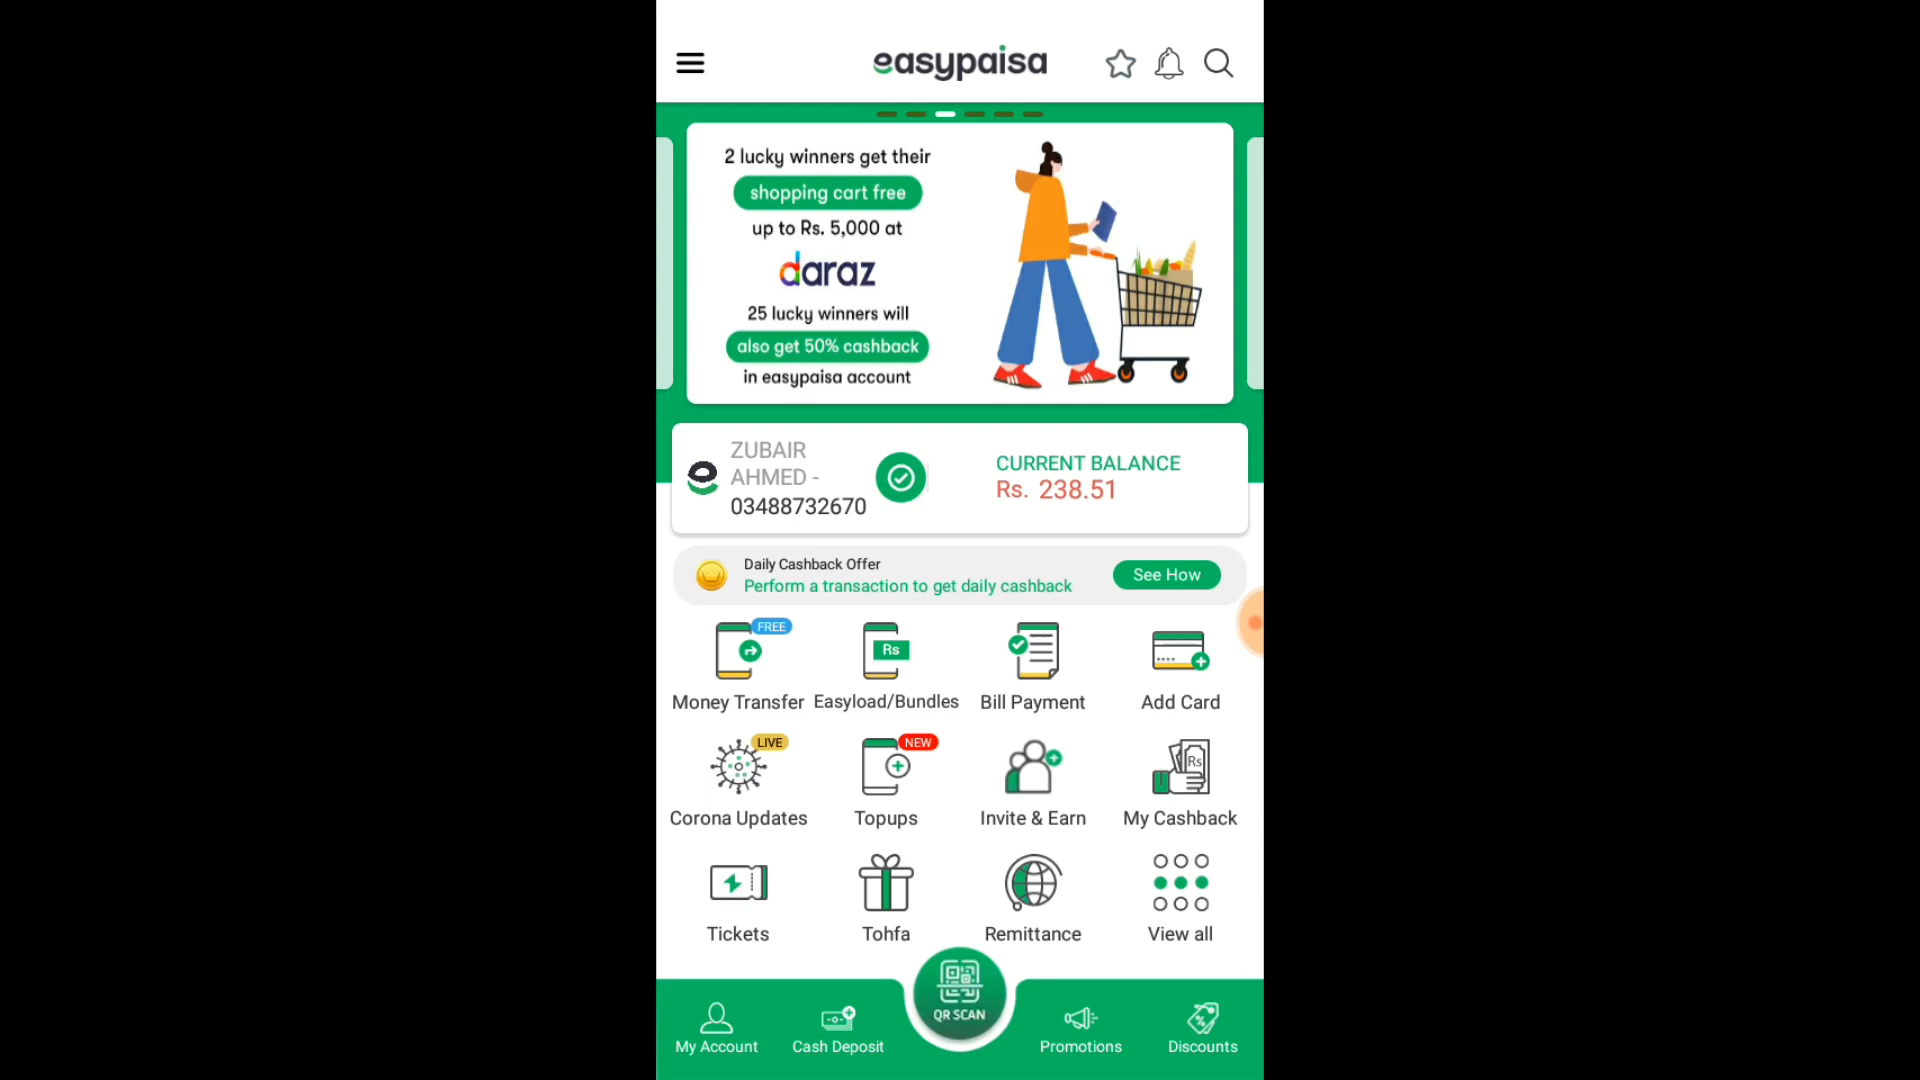 easypaisa
2 lucky winners get their
shopping cart free
up to Rs. 5,000 at
daraz
25 lucky winners will
also get 50% cashback
in easypaisa account
ZUBAIR
AHMED -
03488732670
CURRENT BALANCE
Rs. 238.51
Daily Cashback Offer
Perform a transaction to get daily cashback
See How
FREE
Rs
Money Transfer
Easyload/Bundles
Bill Payment
Add Card
LIVE
NEW
Rs
Corona Updates
Topups
Invite & Earn
My Cashback
Tickets
Tohfa
Remittance
View all
QR SCAN
My Account
Cash Deposit
Promotions
Discounts